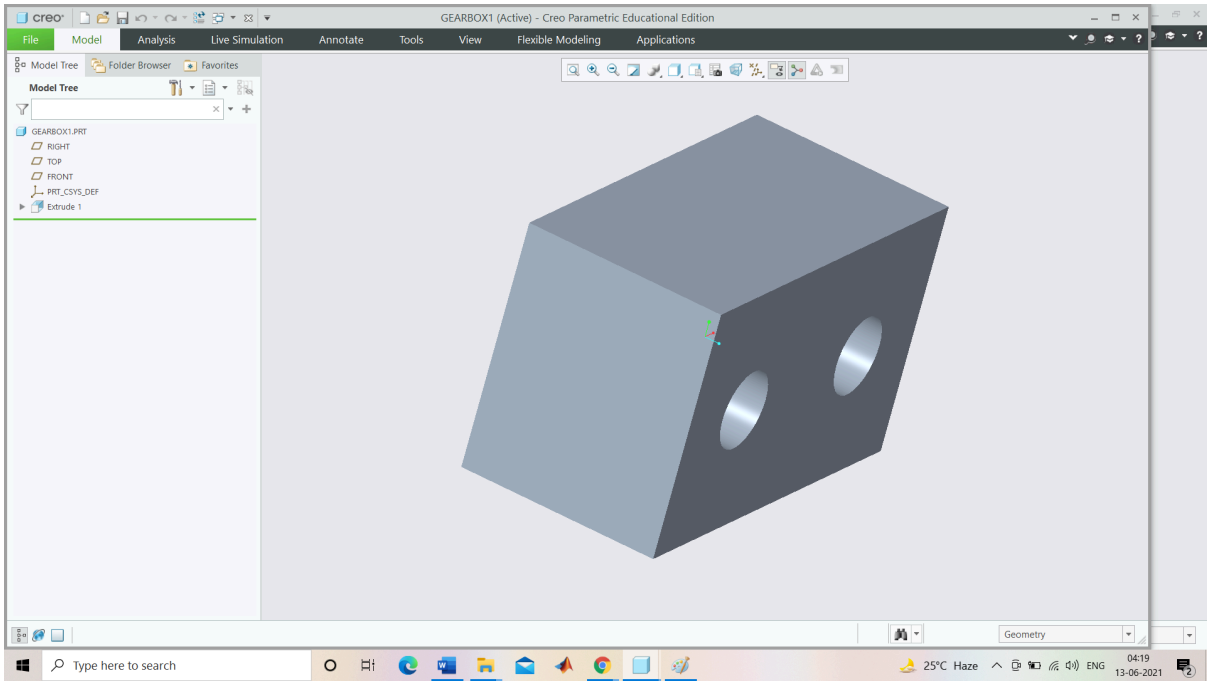 creo GEARBOX1 (Active) - Creo Parametric Educational Edition
File Model Analysis Live Simulation Annotate Tools View Flexible Modeling Applications
Model Tree Folder Browser Favorites
Model Tree
GEARBOX1.PRT
RIGHT
TOP
FRONT
PRT_CSYS_DEF
Extrude 1
Geometry
Type here to search 25°C Haze ENG 04:19
13-06-2021
2